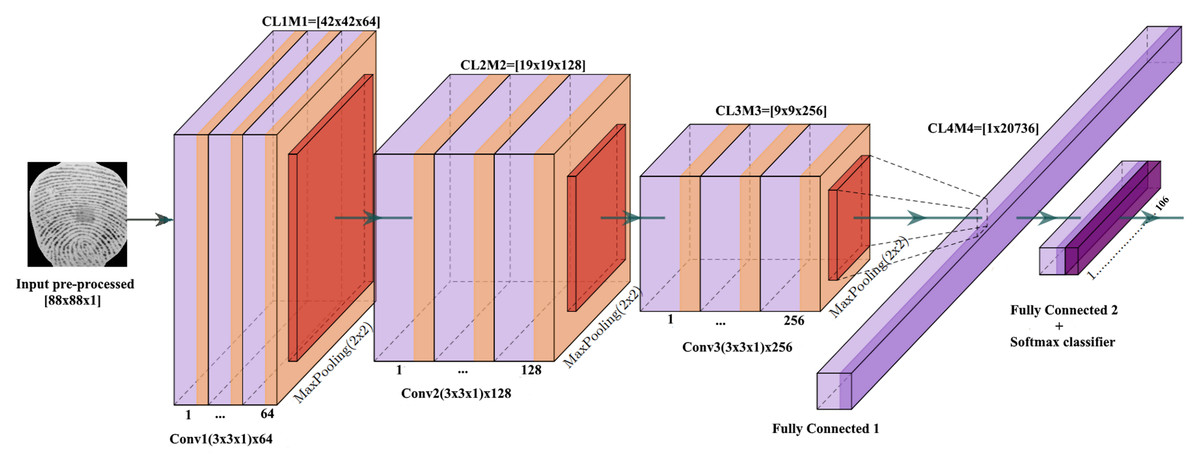 CL1M1=[42x42x64]
CL2M2=[19x19x128]
CL3M3=[9x9x256]
CL4M4=[1x20736]
Input pre-processed
[88x88x1]
MaxPooling(2x2)
MaxPooling(2x2)
MaxPooling(2x2)
1 ... 64
Conv1(3x3x1)x64
1 ... 128
Conv2(3x3x1)x128
1 ... 256
Conv3(3x3x1)x256
Fully Connected 1
1 ........... 106
Fully Connected 2
+
Softmax classifier